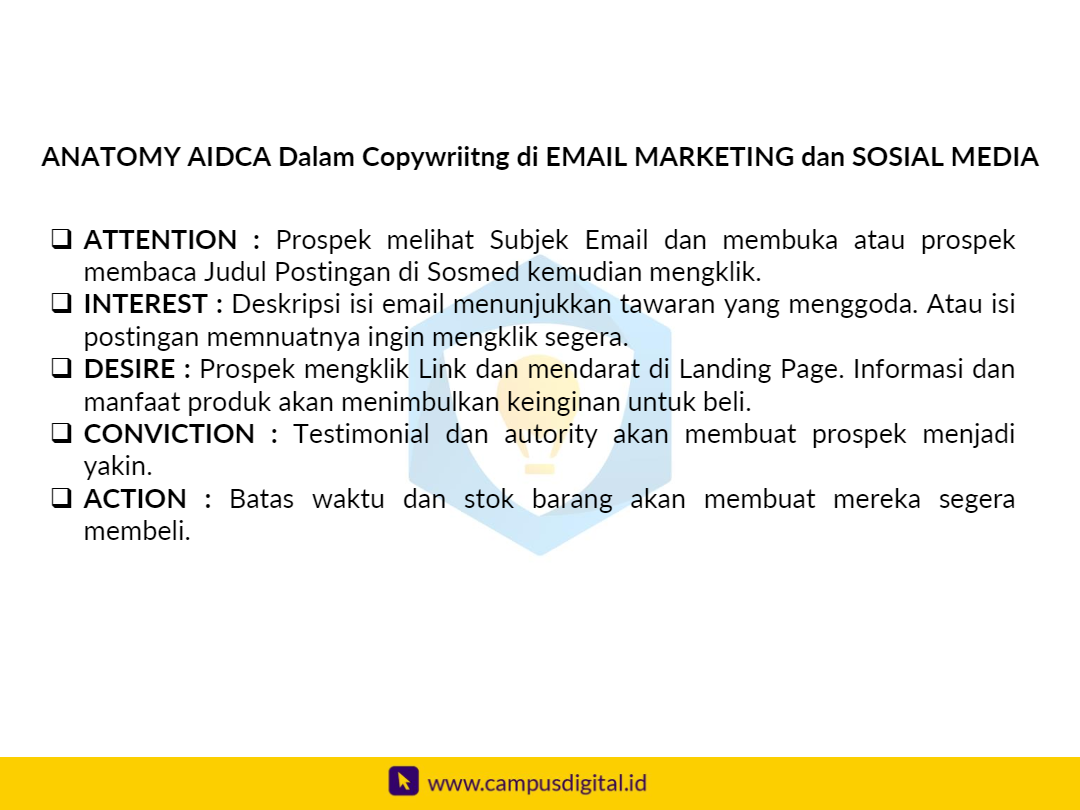 ANATOMY AIDCA Dalam Copywriitng di EMAIL MARKETING dan SOSIAL MEDIA
❑ ATTENTION : Prospek melihat Subjek Email dan membuka atau prospek
membaca Judul Postingan di Sosmed kemudian mengklik.
❑ INTEREST : Deskripsi isi email menunjukkan tawaran yang menggoda. Atau isi
postingan memnuatnya ingin mengklik segera.
❑ DESIRE : Prospek mengklik Link dan mendarat di Landing Page. Informasi dan
manfaat produk akan menimbulkan keinginan untuk beli.
❑ CONVICTION : Testimonial dan autority akan membuat prospek menjadi
yakin.
❑ ACTION : Batas waktu dan stok barang akan membuat mereka segera
membeli.
www.campusdigital.id